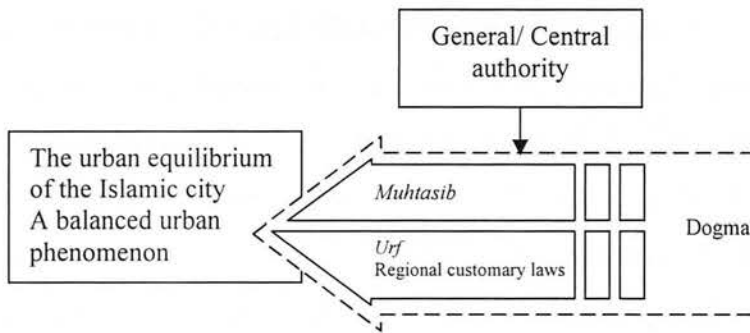 General/ Central
authority
The urban equilibrium
of the Islamic city
A balanced urban
phenomenon
Muhtasib
Urf
Regional customary laws
Dogma